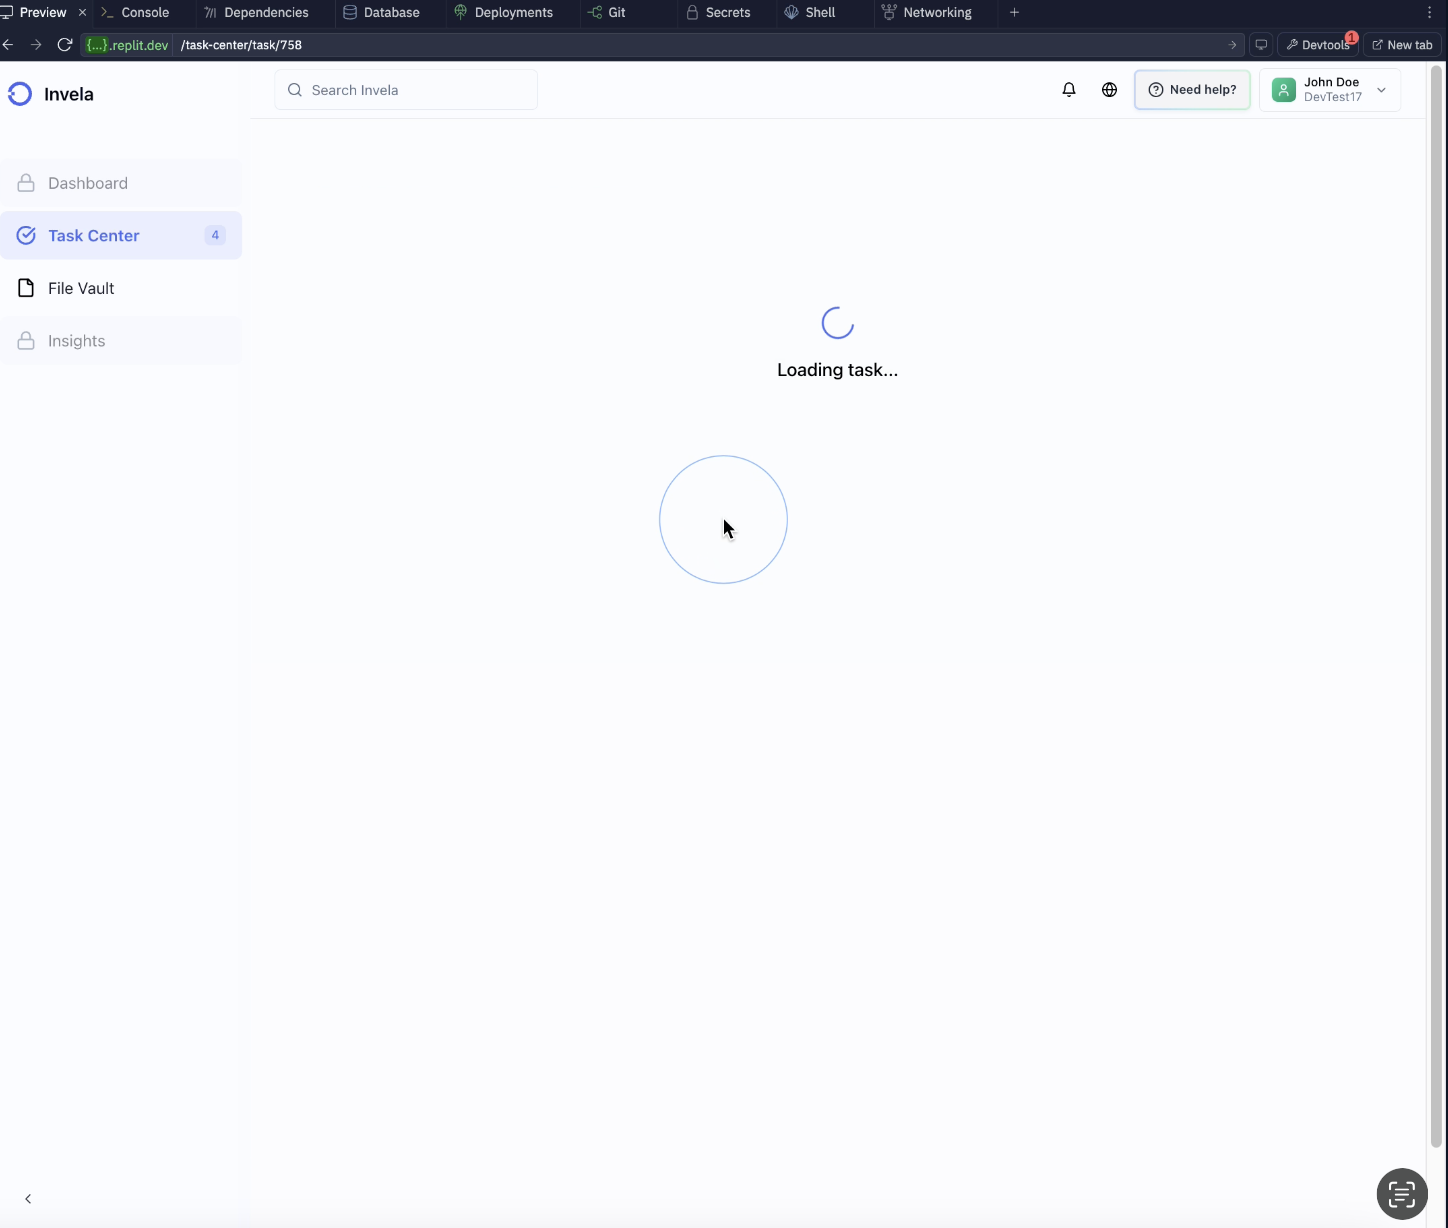 Preview
Console
Dependencies
Database
Deployments
Git
Secrets
Shell
Networking
{...}.replit.dev /task-center/task/758
Devtools
1
New tab
Invela
Search Invela
Need help?
John Doe
DevTest17
Dashboard
Task Center 4
File Vault
Insights
Loading task...